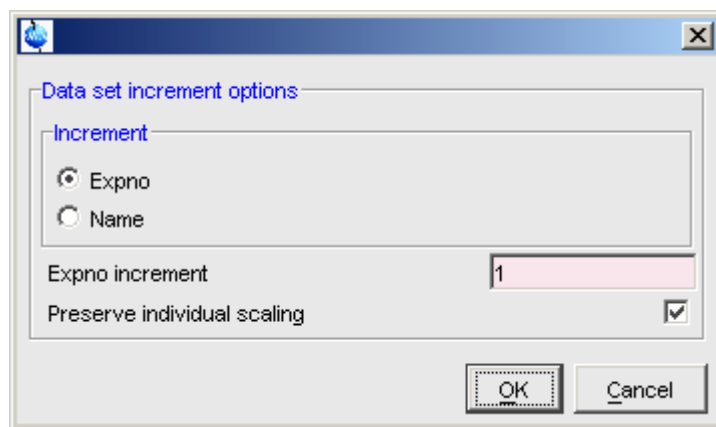 Data set increment options
Increment
Expno
Name
Expno increment 1
Preserve individual scaling
OK Cancel